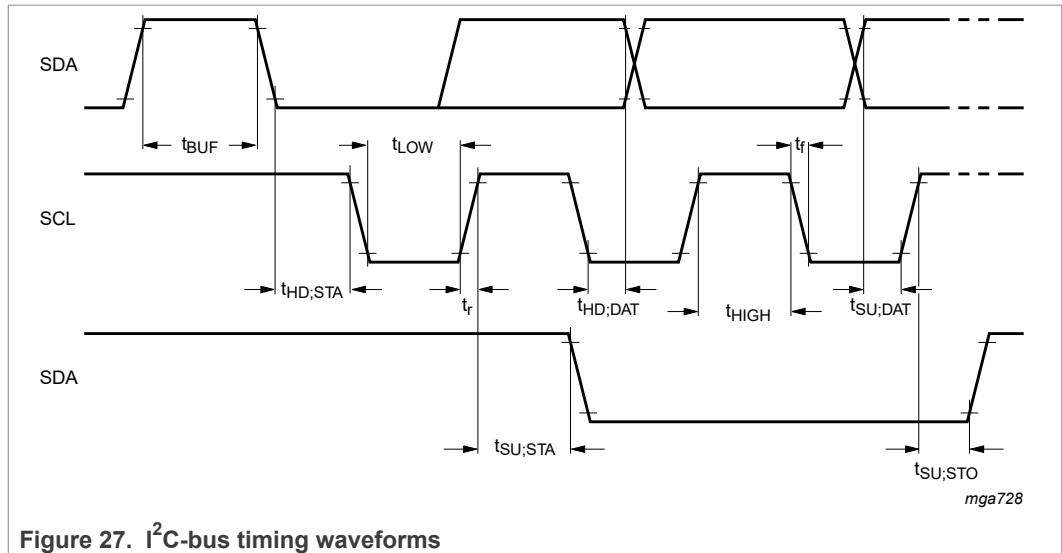 SDA
tBUF
tLOW
tf
SCL
tHD;STA
tr
tHD;DAT
tHIGH
tSU;DAT
SDA
tSU;STA
tSU;STO
mga728
Figure 27. I²C-bus timing waveforms